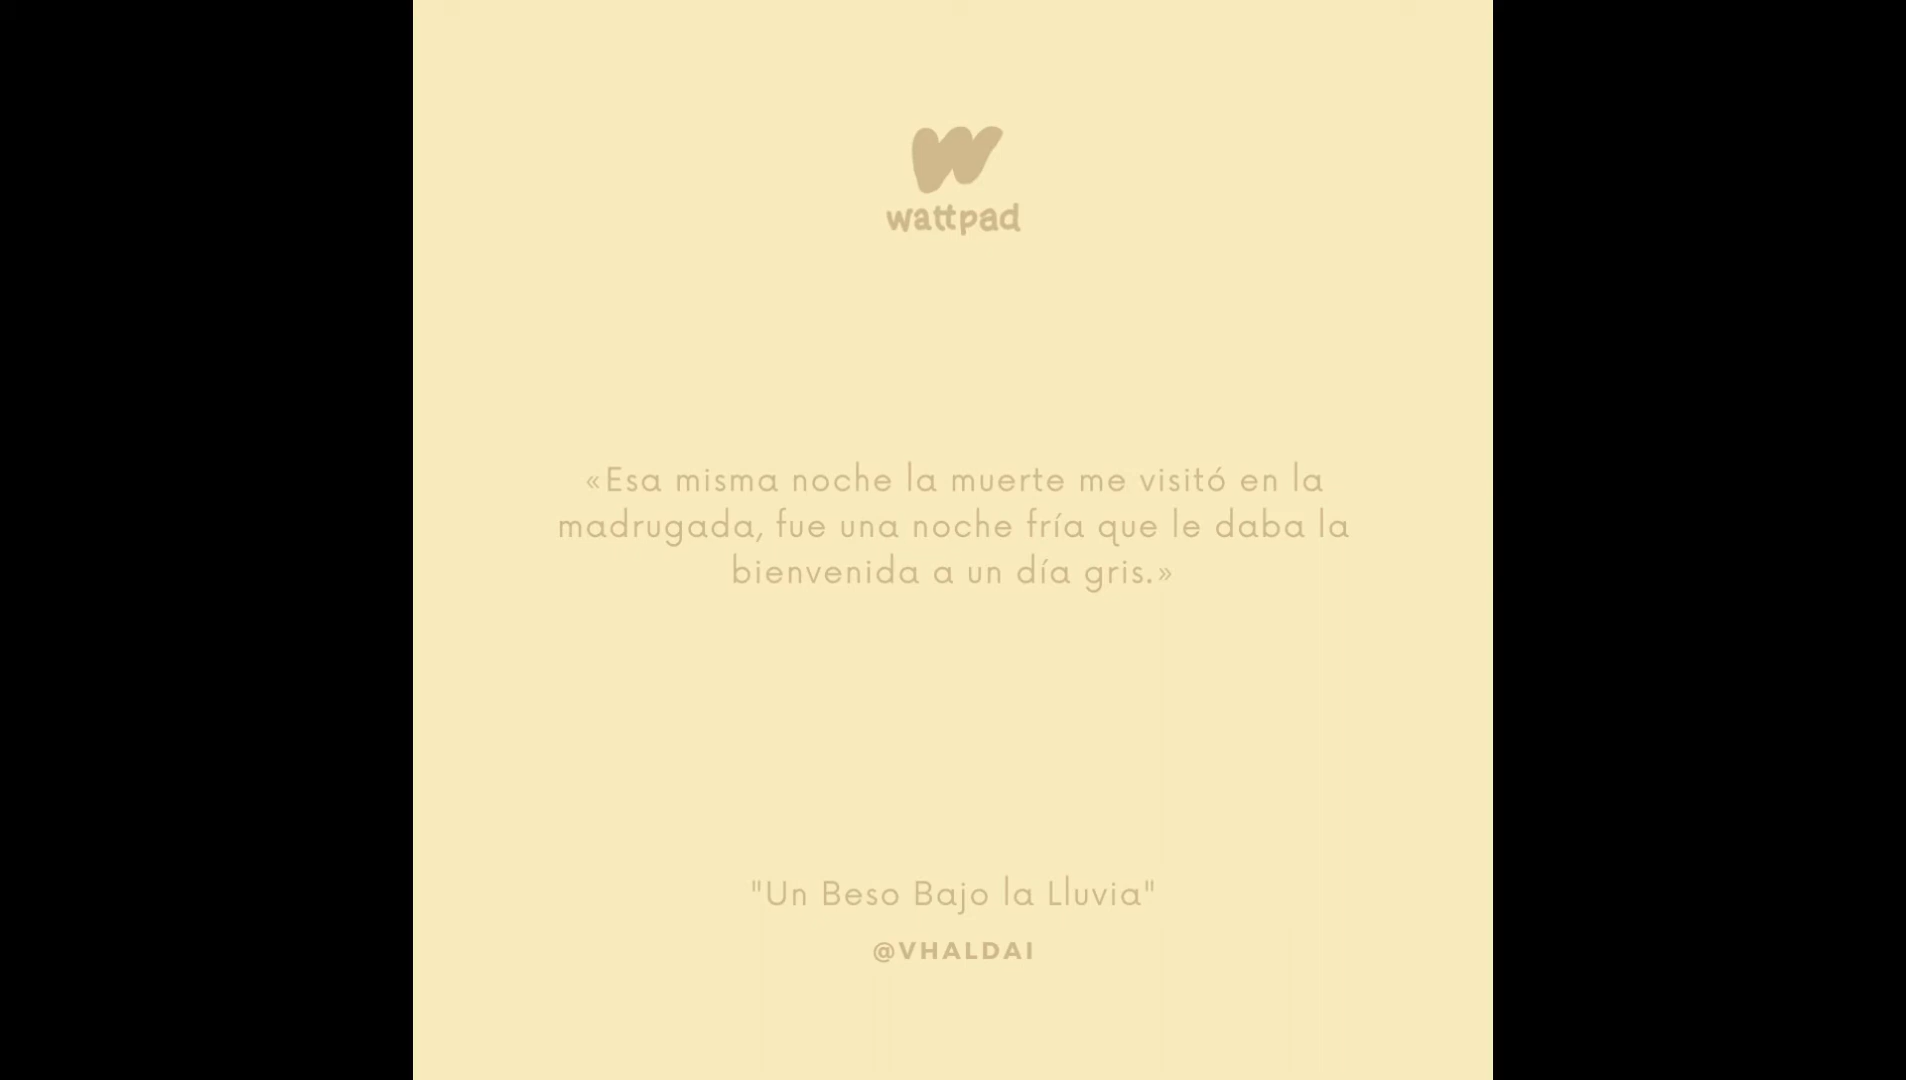 wattpad
«Esa misma noche la muerte me visitó en la
madrugada, fue una noche fría que le daba la
bienvenida a un día gris.»
"Un Beso Bajo la Lluvia"
@VHALDAI